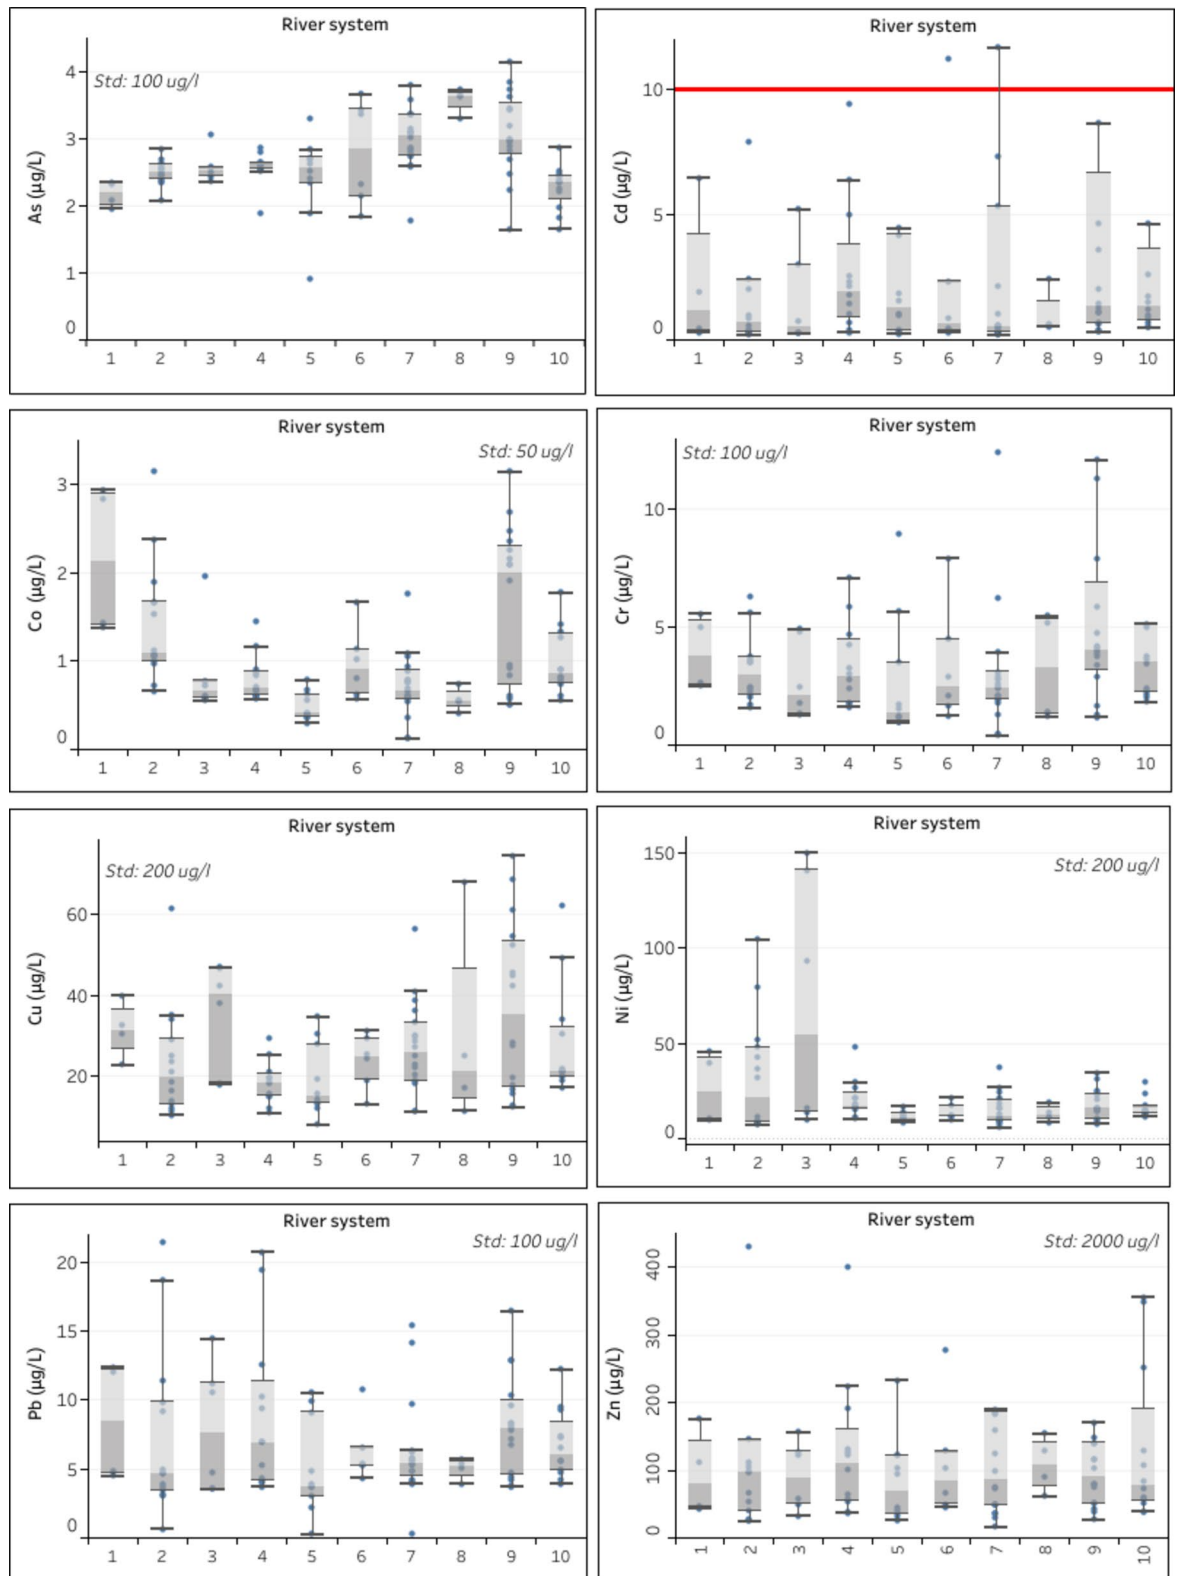 River system
Std: 100 ug/l
As (µg/L)
4
3
2
1
0
1 2 3 4 5 6 7 8 9 10
River system
Cd (µg/L)
10
5
0
1 2 3 4 5 6 7 8 9 10
River system
Std: 50 ug/l
Co (µg/L)
3
2
1
0
1 2 3 4 5 6 7 8 9 10
River system
Std: 100 ug/l
Cr (µg/L)
10
5
0
1 2 3 4 5 6 7 8 9 10
River system
Std: 200 ug/l
Cu (µg/L)
60
40
20
1 2 3 4 5 6 7 8 9 10
River system
Std: 200 ug/l
Ni (µg/L)
150
100
50
0
1 2 3 4 5 6 7 8 9 10
River system
Std: 100 ug/l
Pb (µg/L)
20
15
10
5
0
1 2 3 4 5 6 7 8 9 10
River system
Std: 2000 ug/l
Zn (µg/L)
400
300
200
100
0
1 2 3 4 5 6 7 8 9 10